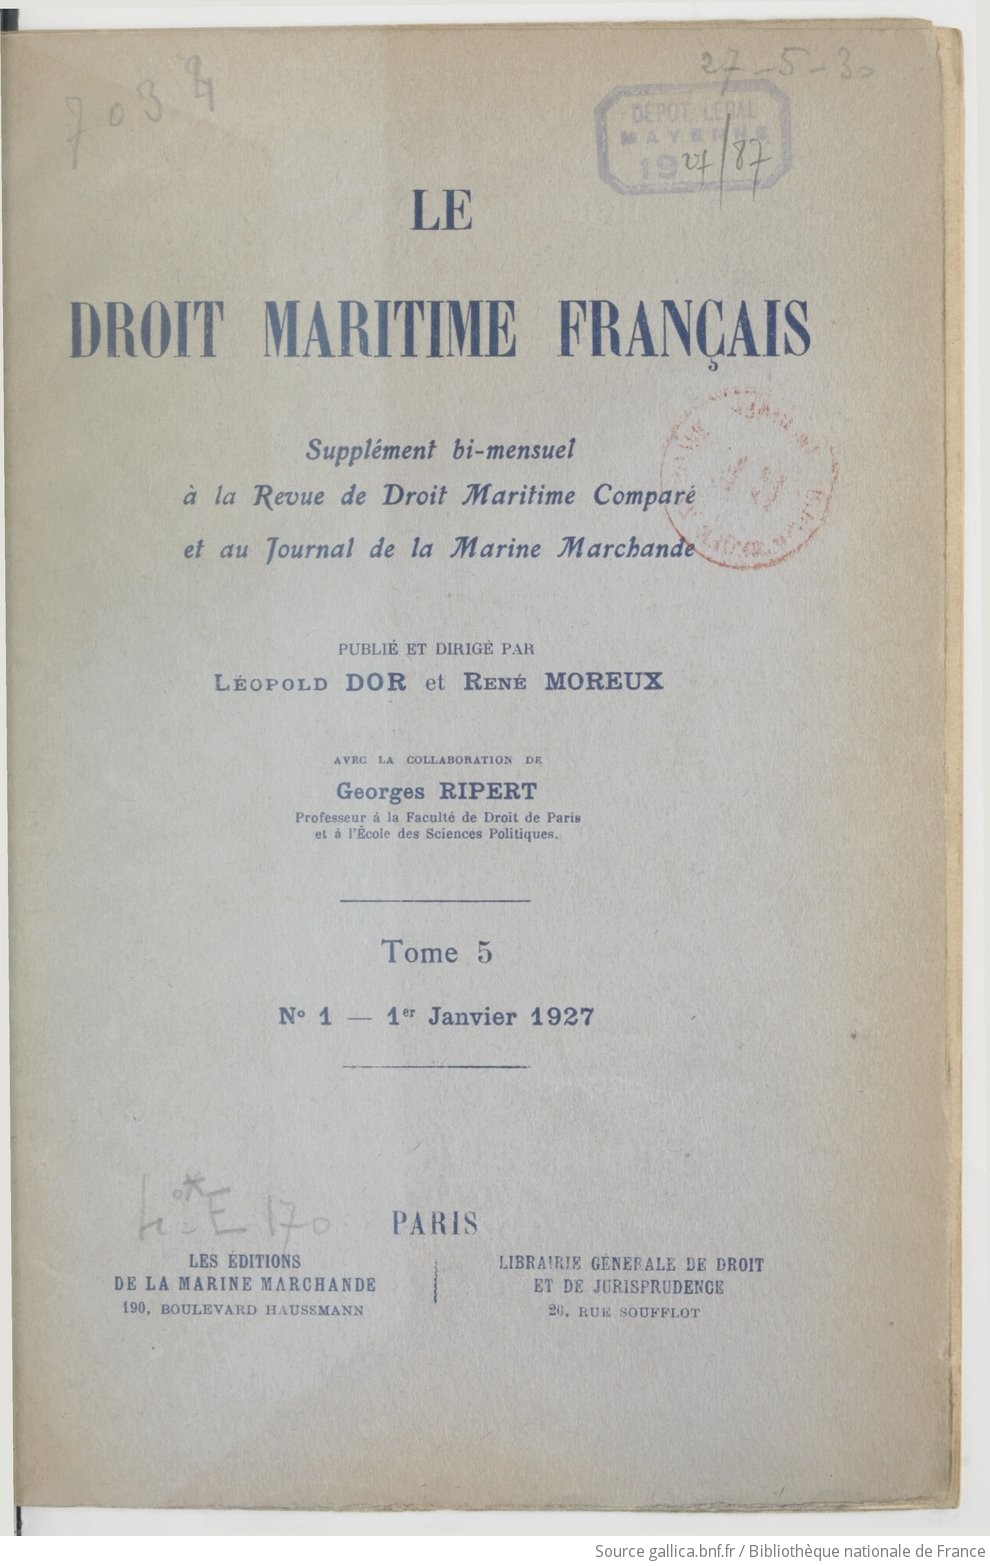 7034
27-5-30
DÉPOT LÉGAL
MAYENNE
1927/87
LE
DROIT MARITIME FRANÇAIS
Supplément bi-mensuel
à la Revue de Droit Maritime Comparé
et au Journal de la Marine Marchande
PUBLIÉ ET DIRIGÉ PAR
LÉOPOLD DOR et RENÉ MOREUX
AVEC LA COLLABORATION DE
Georges RIPERT
Professeur à la Faculté de Droit de Paris
et à l'École des Sciences Politiques.
Tome 5
Nº 1 — 1er Janvier 1927
PARIS
LES ÉDITIONS
DE LA MARINE MARCHANDE
190, BOULEVARD HAUSSMANN
LIBRAIRIE GÉNÉRALE DE DROIT
ET DE JURISPRUDENCE
20, RUE SOUFFLOT
Source gallica.bnf.fr / Bibliothèque nationale de France